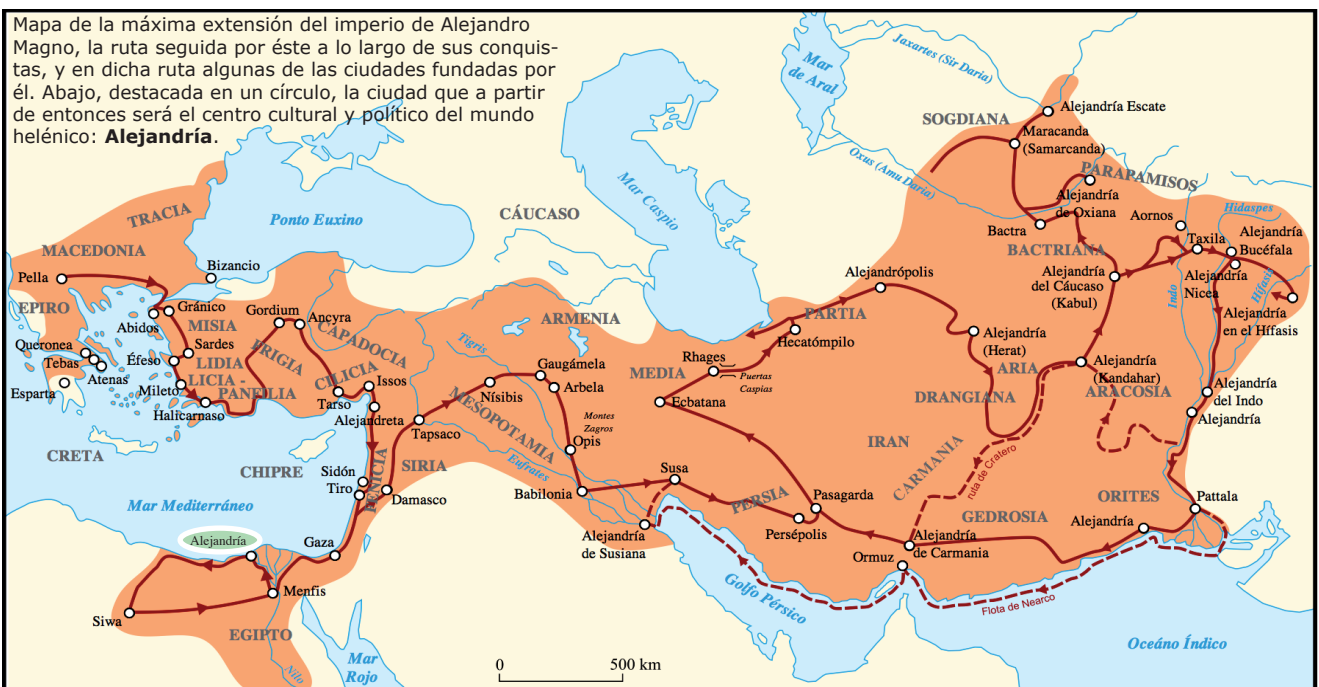 Mapa de la máxima extensión del imperio de Alejandro
Magno, la ruta seguida por éste a lo largo de sus conquis-
tas, y en dicha ruta algunas de las ciudades fundadas por
él. Abajo, destacada en un círculo, la ciudad que a partir
de entonces será el centro cultural y político del mundo
helénico: Alejandría.
TRACIA
MACEDONIA
Pella
EPIRO
Ponto Euxino
Bizancio
Abidos
Gránico
MISIA
Sardes
LIDIA
Éfeso
LICIA -
PANFILIA
Mileto
Halicarnaso
Queronea
Tebas
Atenas
Esparta
CRETA
Gordium
Ancyra
FRIGIA
CAPADOCIA
CILICIA
Tarso
Issos
Alejandreta
CHIPRE
Sidón
Tiro
FENICIA
SIRIA
Damasco
Mar Mediterráneo
Alejandría
Gaza
Menfis
Siwa
EGIPTO
Nilo
Mar
Rojo
CÁUCASO
Mar Caspio
ARMENIA
Tigris
Gaugámela
Arbela
Nísibis
MESOPOTAMIA
Tapsaco
Montes
Zagros
Opis
Eufrates
Babilonia
Susa
Alejandría
de Susiana
MEDIA
Rhages
Puertas
Caspias
Ecbatana
PERSIA
Pasagarda
Persépolis
Golfo Pérsico
0
500 km
Mar
de Aral
Jaxartes (Sir Daria)
SOGDIANA
Alejandría Escate
Maracanda
(Samarcanda)
Oxus (Amu Daria)
PARAPAMISOS
Alejandría
de Oxiana
Bactra
BACTRIANA
Aornos
Taxila
Hidaspes
Alejandría
Bucéfala
Alejandría
Nicea
Hífasis
Alejandría
en el Hífasis
Indo
Alejandría
del Cáucaso
(Kabul)
Alejandrópolis
PARTIA
Hecatómpilo
Alejandría
(Herat)
ARIA
Alejandría
(Kandahar)
ARACOSIA
DRANGIANA
Alejandría
del Indo
Alejandría
IRAN
CARMANIA
ruta de Cratero
GEDROSIA
ORITES
Pattala
Alejandría
Alejandría
de Carmania
Ormuz
Flota de Nearco
Oceáno Índico